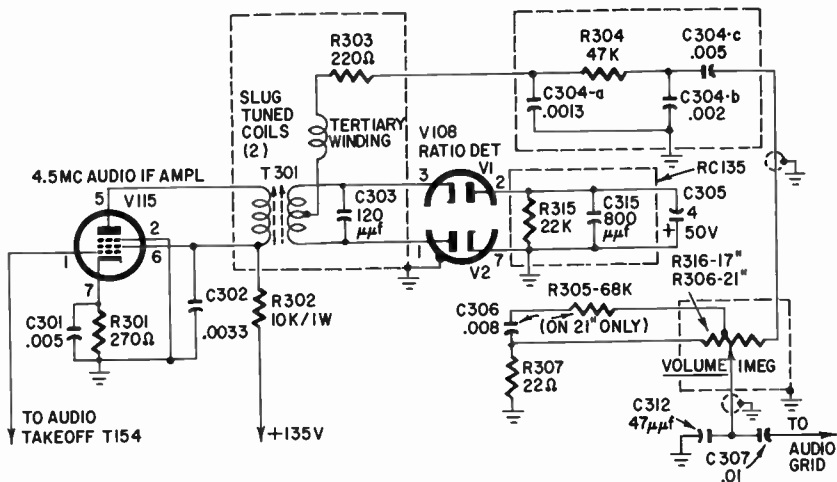 R303
220Ω
R304
47K
C304-c
.005
C304-a
.0013
C304-b
.002
SLUG
TUNED
COILS
(2)
TERTIARY
WINDING
V108
RATIO DET
4.5MC AUDIO IF AMPL
T301
V1
V115
5
2
6
1
7
3
2
1
7
V2
C303
120
μμf
RC135
R315
22K
C315
800
μμf
C305
4
+ 50V
R316-17"
R306-21"
C301
.005
R301
270Ω
C302
.0033
R302
10K/1W
C306
.008
R305-68K
(ON 21" ONLY)
R307
22Ω
VOLUME 1MEG
C312
47μμf
C307
.01
TO
AUDIO
GRID
TO AUDIO
TAKEOFF T154
+135V